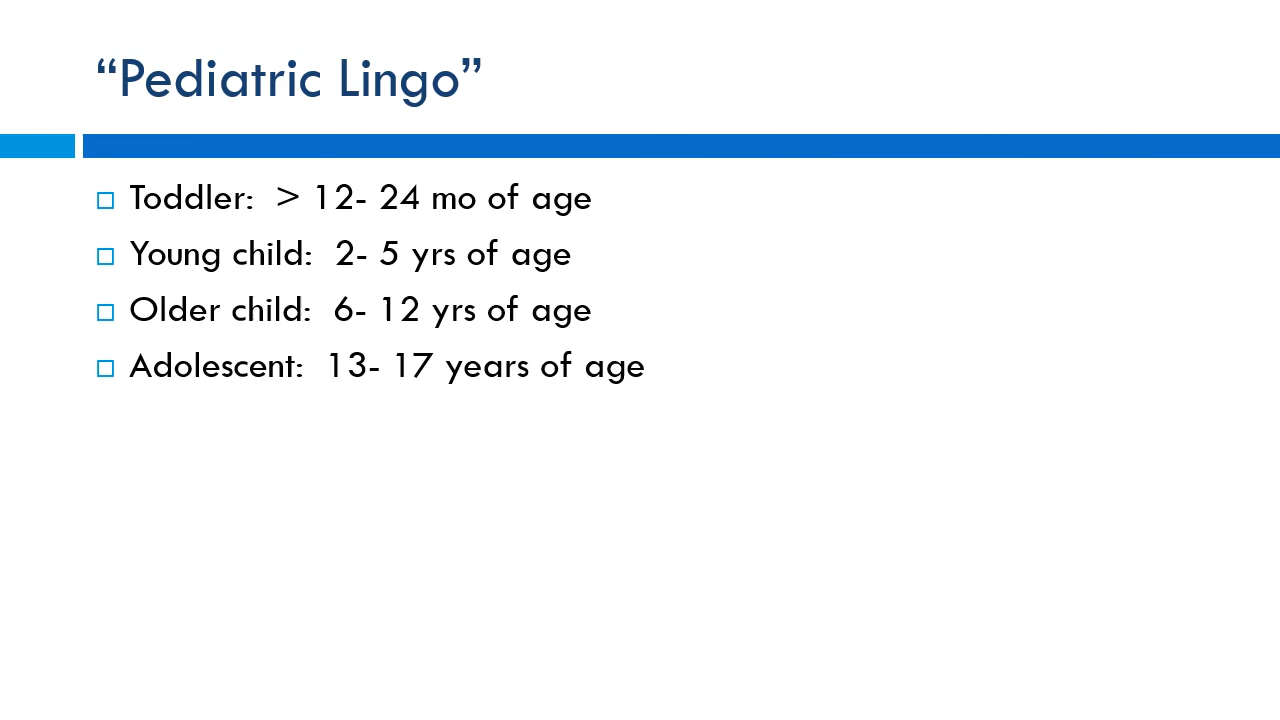 “Pediatric Lingo”
Toddler:  > 12- 24 mo of age
Young child:  2- 5 yrs of age
Older child:  6- 12 yrs of age
Adolescent:  13- 17 years of age